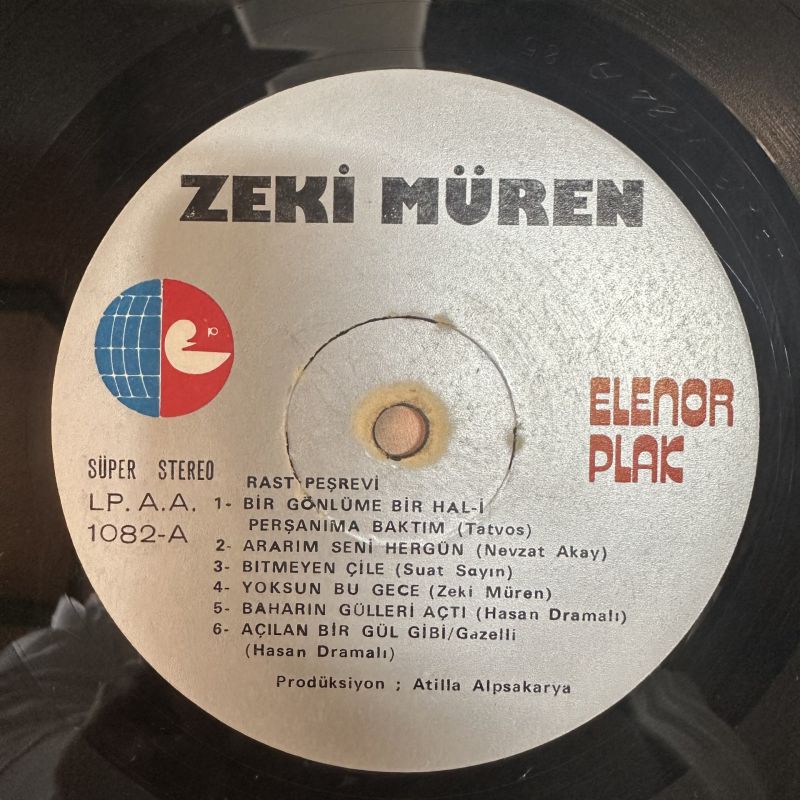 ZEKİ MÜREN
ELENOR
PLAK
SÜPER STEREO
LP. A.A.
1082-A
RAST PEŞREVİ
1- BİR GÖNLÜME BİR HAL-İ
PERŞANIMA BAKTIM (Tatvos)
2- ARARIM SENİ HERGÜN (Nevzat Akay)
3- BITMEYEN ÇİLE (Suat Sayın)
4- YOKSUN BU GECE (Zeki Müren)
5- BAHARIN GÜLLERİ AÇTI (Hasan Dramalı)
6- AÇILAN BİR GÜL GİBİ/Gazelli
(Hasan Dramalı)
Prodüksiyon ; Atilla Alpsakarya